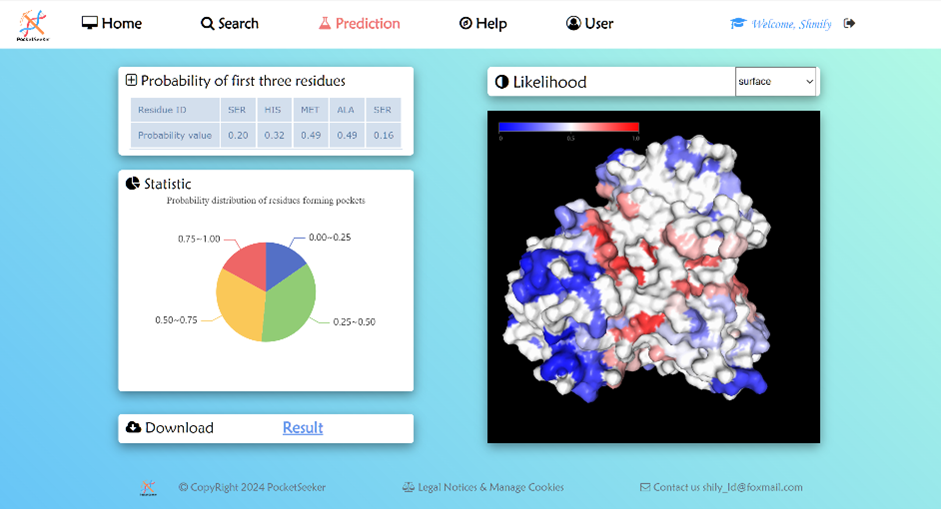 PocketSeeker
Home
Search
Prediction
Help
User
Welcome, Shmily
Probability of first three residues
Residue ID SER HIS MET ALA SER
Probability value 0.20 0.32 0.49 0.49 0.16
Statistic
Probability distribution of residues forming pockets
0.75~1.00
0.00~0.25
0.50~0.75
0.25~0.50
Download
Result
Likelihood
surface
0 0.5 1.0
© CopyRight 2024 PocketSeeker
Legal Notices & Manage Cookies
Contact us shily_ld@foxmail.com